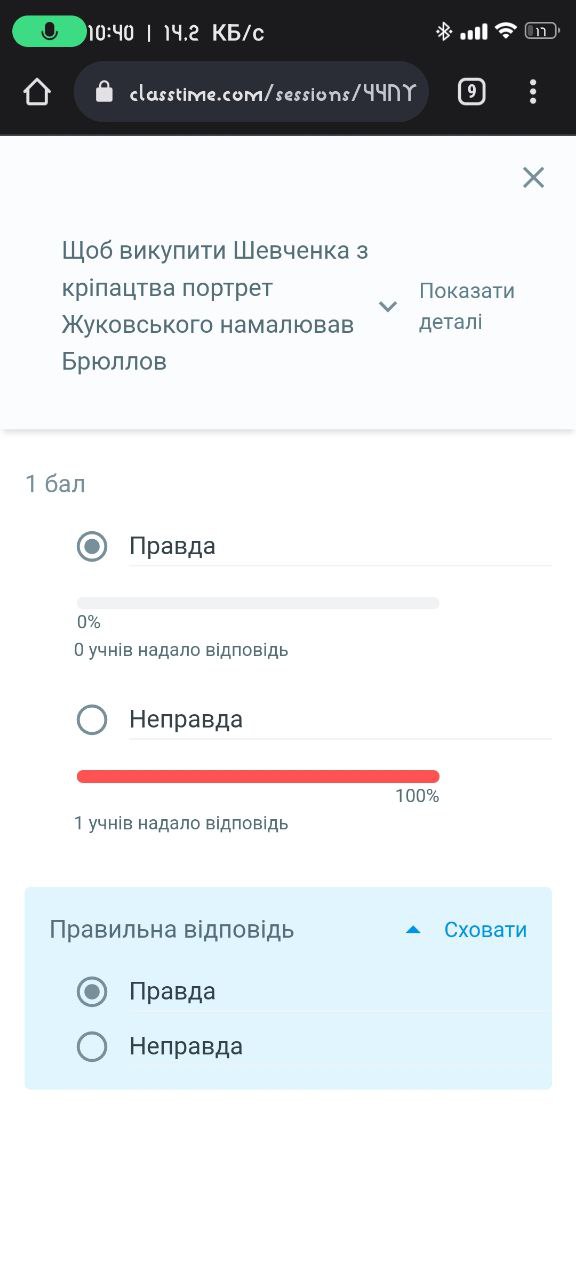 10:40 | 14.2 КБ/с 17
classtime.com/sessions/44NY 9
Щоб викупити Шевченка з
кріпацтва портрет
Жуковського намалював
Брюллов
Показати
деталі
1 бал
Правда
0%
0 учнів надало відповідь
Неправда
100%
1 учнів надало відповідь
Правильна відповідь
Сховати
Правда
Неправда